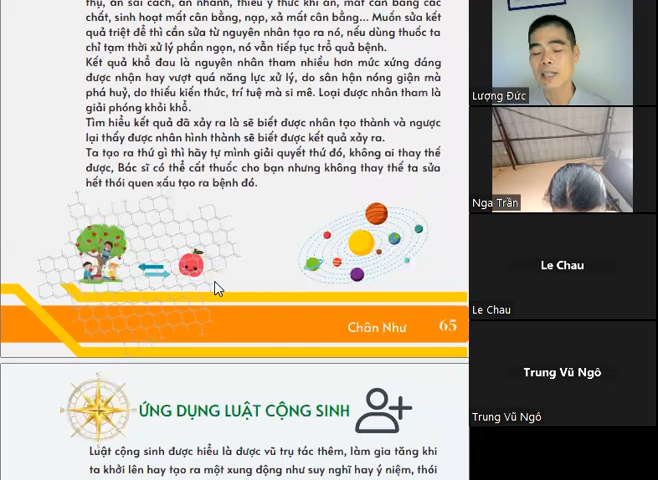 thụ, ăn sai cách, ăn nhanh, thiếu ý thức khi ăn, mất cân bằng các
chất, sinh hoạt mất cân bằng, nạp, xả mất cân bằng... Muốn sửa kết
quả triệt để thì cần sửa từ nguyên nhân tạo ra nó, nếu dùng thuốc ta
chỉ tạm thời xử lý phần ngọn, nó vẫn tiếp tục trổ quả bệnh.
Kết quả khổ đau là nguyên nhân tham nhiều hơn mức xứng đáng
được nhận hay vượt quá năng lực xử lý, do sân hận nóng giận mà
phá huỷ, do thiếu kiến thức, trí tuệ mà si mê. Loại được nhân tham là
giải phóng khỏi khổ.
Tìm hiểu kết quả đã xảy ra là sẽ biết được nhân tạo thành và ngược
lại thấy được nhân hình thành sẽ biết được kết quả xảy ra.
Ta tạo ra thứ gì thì hãy tự mình giải quyết thứ đó, không ai thay thế
được, Bác sĩ có thể cắt thuốc cho bạn nhưng không thay thế ta sửa
hết thói quen xấu tạo ra bệnh đó.
Chân Như 65
ỨNG DỤNG LUẬT CỘNG SINH
Luật cộng sinh được hiểu là được vũ trụ tác thêm, làm gia tăng khi
ta khởi lên hay tạo ra một xung động như suy nghĩ hay ý niệm, thói
Lượng Đức
Nga Trần
Le Chau
Le Chau
Trung Vũ Ngô
Trung Vũ Ngô